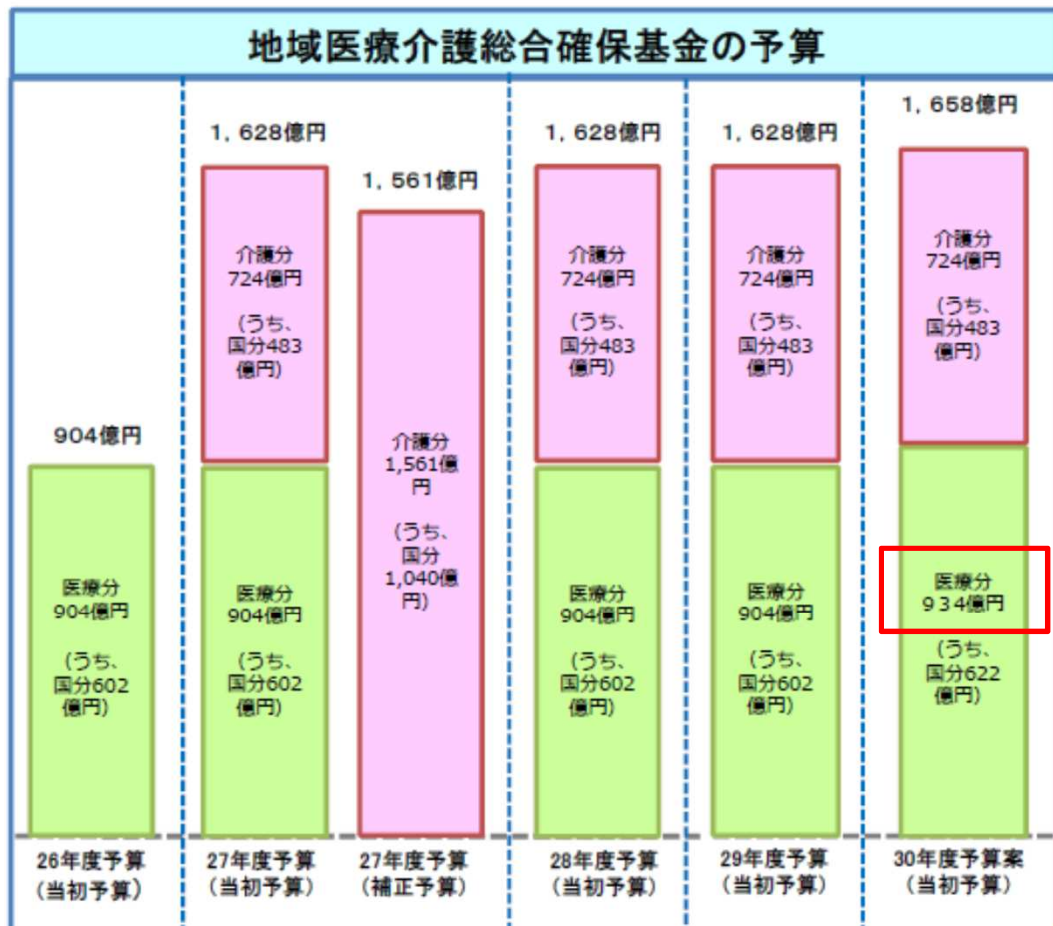 地域医療介護総合確保基金の予算
904億円
医療分
904億円
(うち、
国分602
億円)
26年度予算
(当初予算)
1,628億円
介護分
724億円
(うち、
国分483
億円)
医療分
904億円
(うち、
国分602
億円)
27年度予算
(当初予算)
1,561億円
介護分
1,561億
円
(うち、
国分
1,040億
円)
27年度予算
(補正予算)
1,628億円
介護分
724億円
(うち、
国分483
億円)
医療分
904億円
(うち、
国分602
億円)
28年度予算
(当初予算)
1,628億円
介護分
724億円
(うち、
国分483
億円)
医療分
904億円
(うち、
国分602
億円)
29年度予算
(当初予算)
1,658億円
介護分
724億円
(うち、
国分483
億円)
医療分
934億円
(うち、
国分622
億円)
30年度予算案
(当初予算)